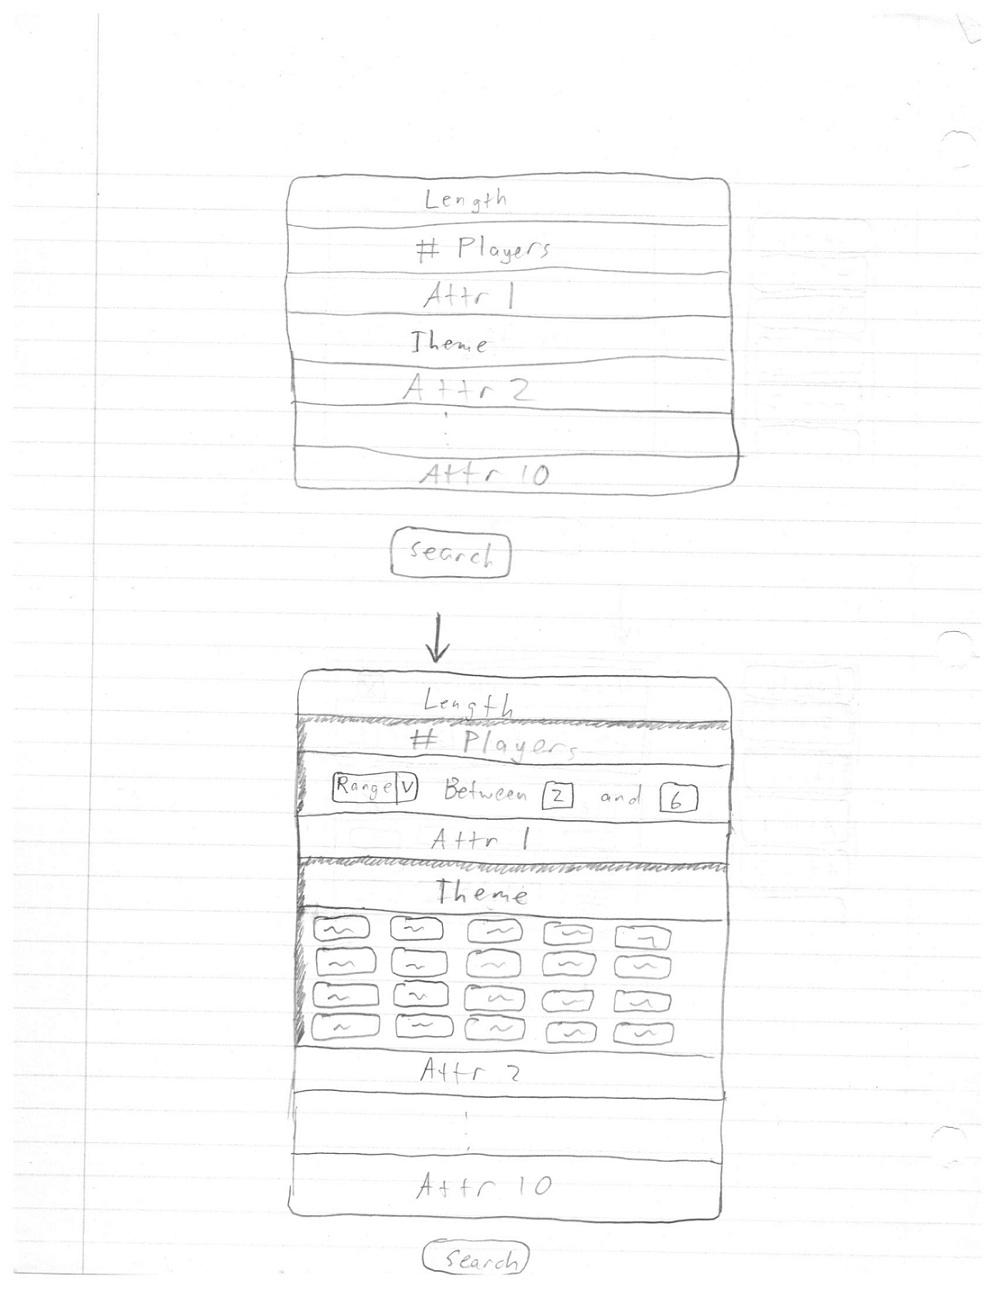 Length
# Players
Attr 1
Theme
Attr 2
Attr 10
search
Length
# Players
Range V Between 2 and 6
Attr 1
Theme
Attr 2
Attr 10
search